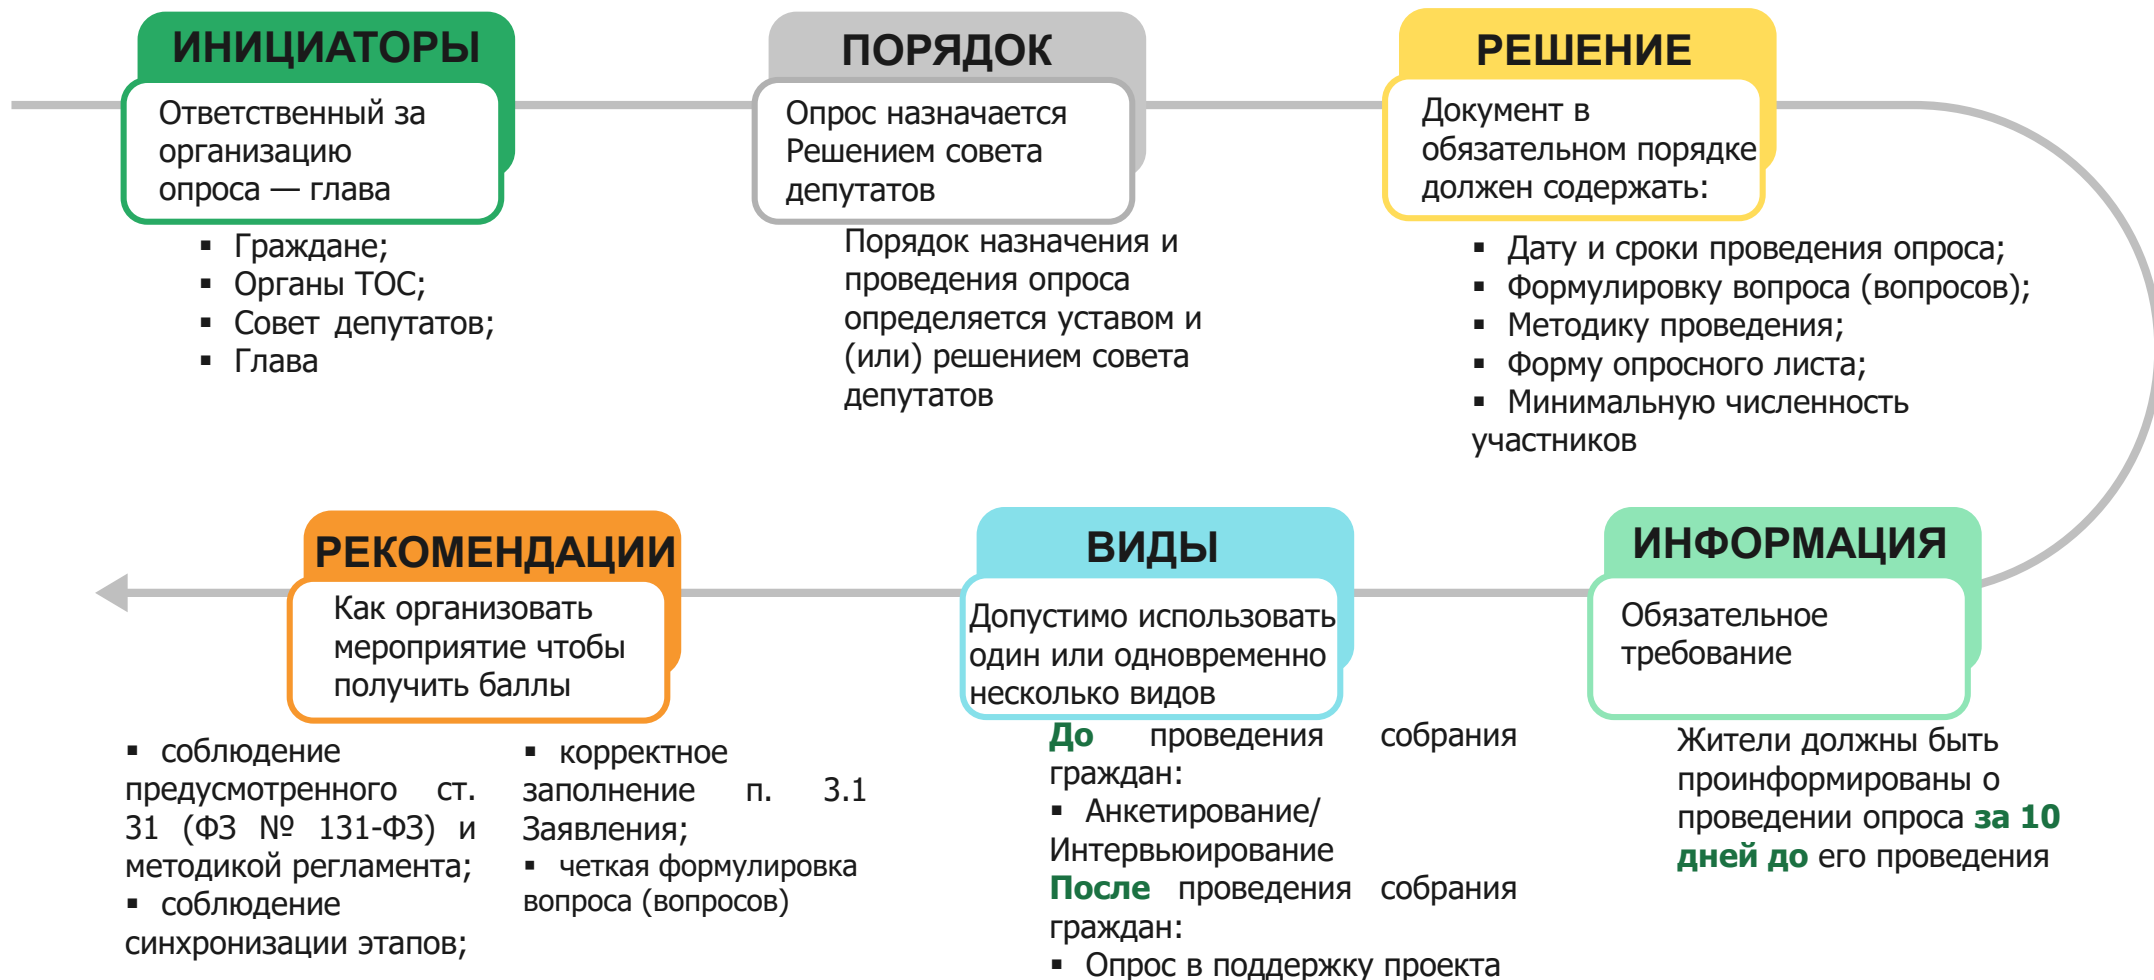 ИНИЦИАТОРЫ
Ответственный за
организацию
опроса — глава
▪ Граждане;
▪ Органы ТОС;
▪ Совет депутатов;
▪ Глава
ПОРЯДОК
Опрос назначается
Решением совета
депутатов
Порядок назначения и
проведения опроса
определяется уставом и
(или) решением совета
депутатов
РЕШЕНИЕ
Документ в
обязательном порядке
должен содержать:
▪ Дату и сроки проведения опроса;
▪ Формулировку вопроса (вопросов);
▪ Методику проведения;
▪ Форму опросного листа;
▪ Минимальную численность
участников
ИНФОРМАЦИЯ
Обязательное
требование
Жители должны быть
проинформированы о
проведении опроса за 10
дней до его проведения
ВИДЫ
Допустимо использовать
один или одновременно
несколько видов
До проведения собрания
граждан:
▪ Анкетирование/
Интервьюирование
После проведения собрания
граждан:
▪ Опрос в поддержку проекта
РЕКОМЕНДАЦИИ
Как организовать
мероприятие чтобы
получить баллы
▪ соблюдение
предусмотренного ст.
31 (ФЗ № 131-ФЗ) и
методикой регламента;
▪ соблюдение
синхронизации этапов;
▪ корректное
заполнение п. 3.1
Заявления;
▪ четкая формулировка
вопроса (вопросов)